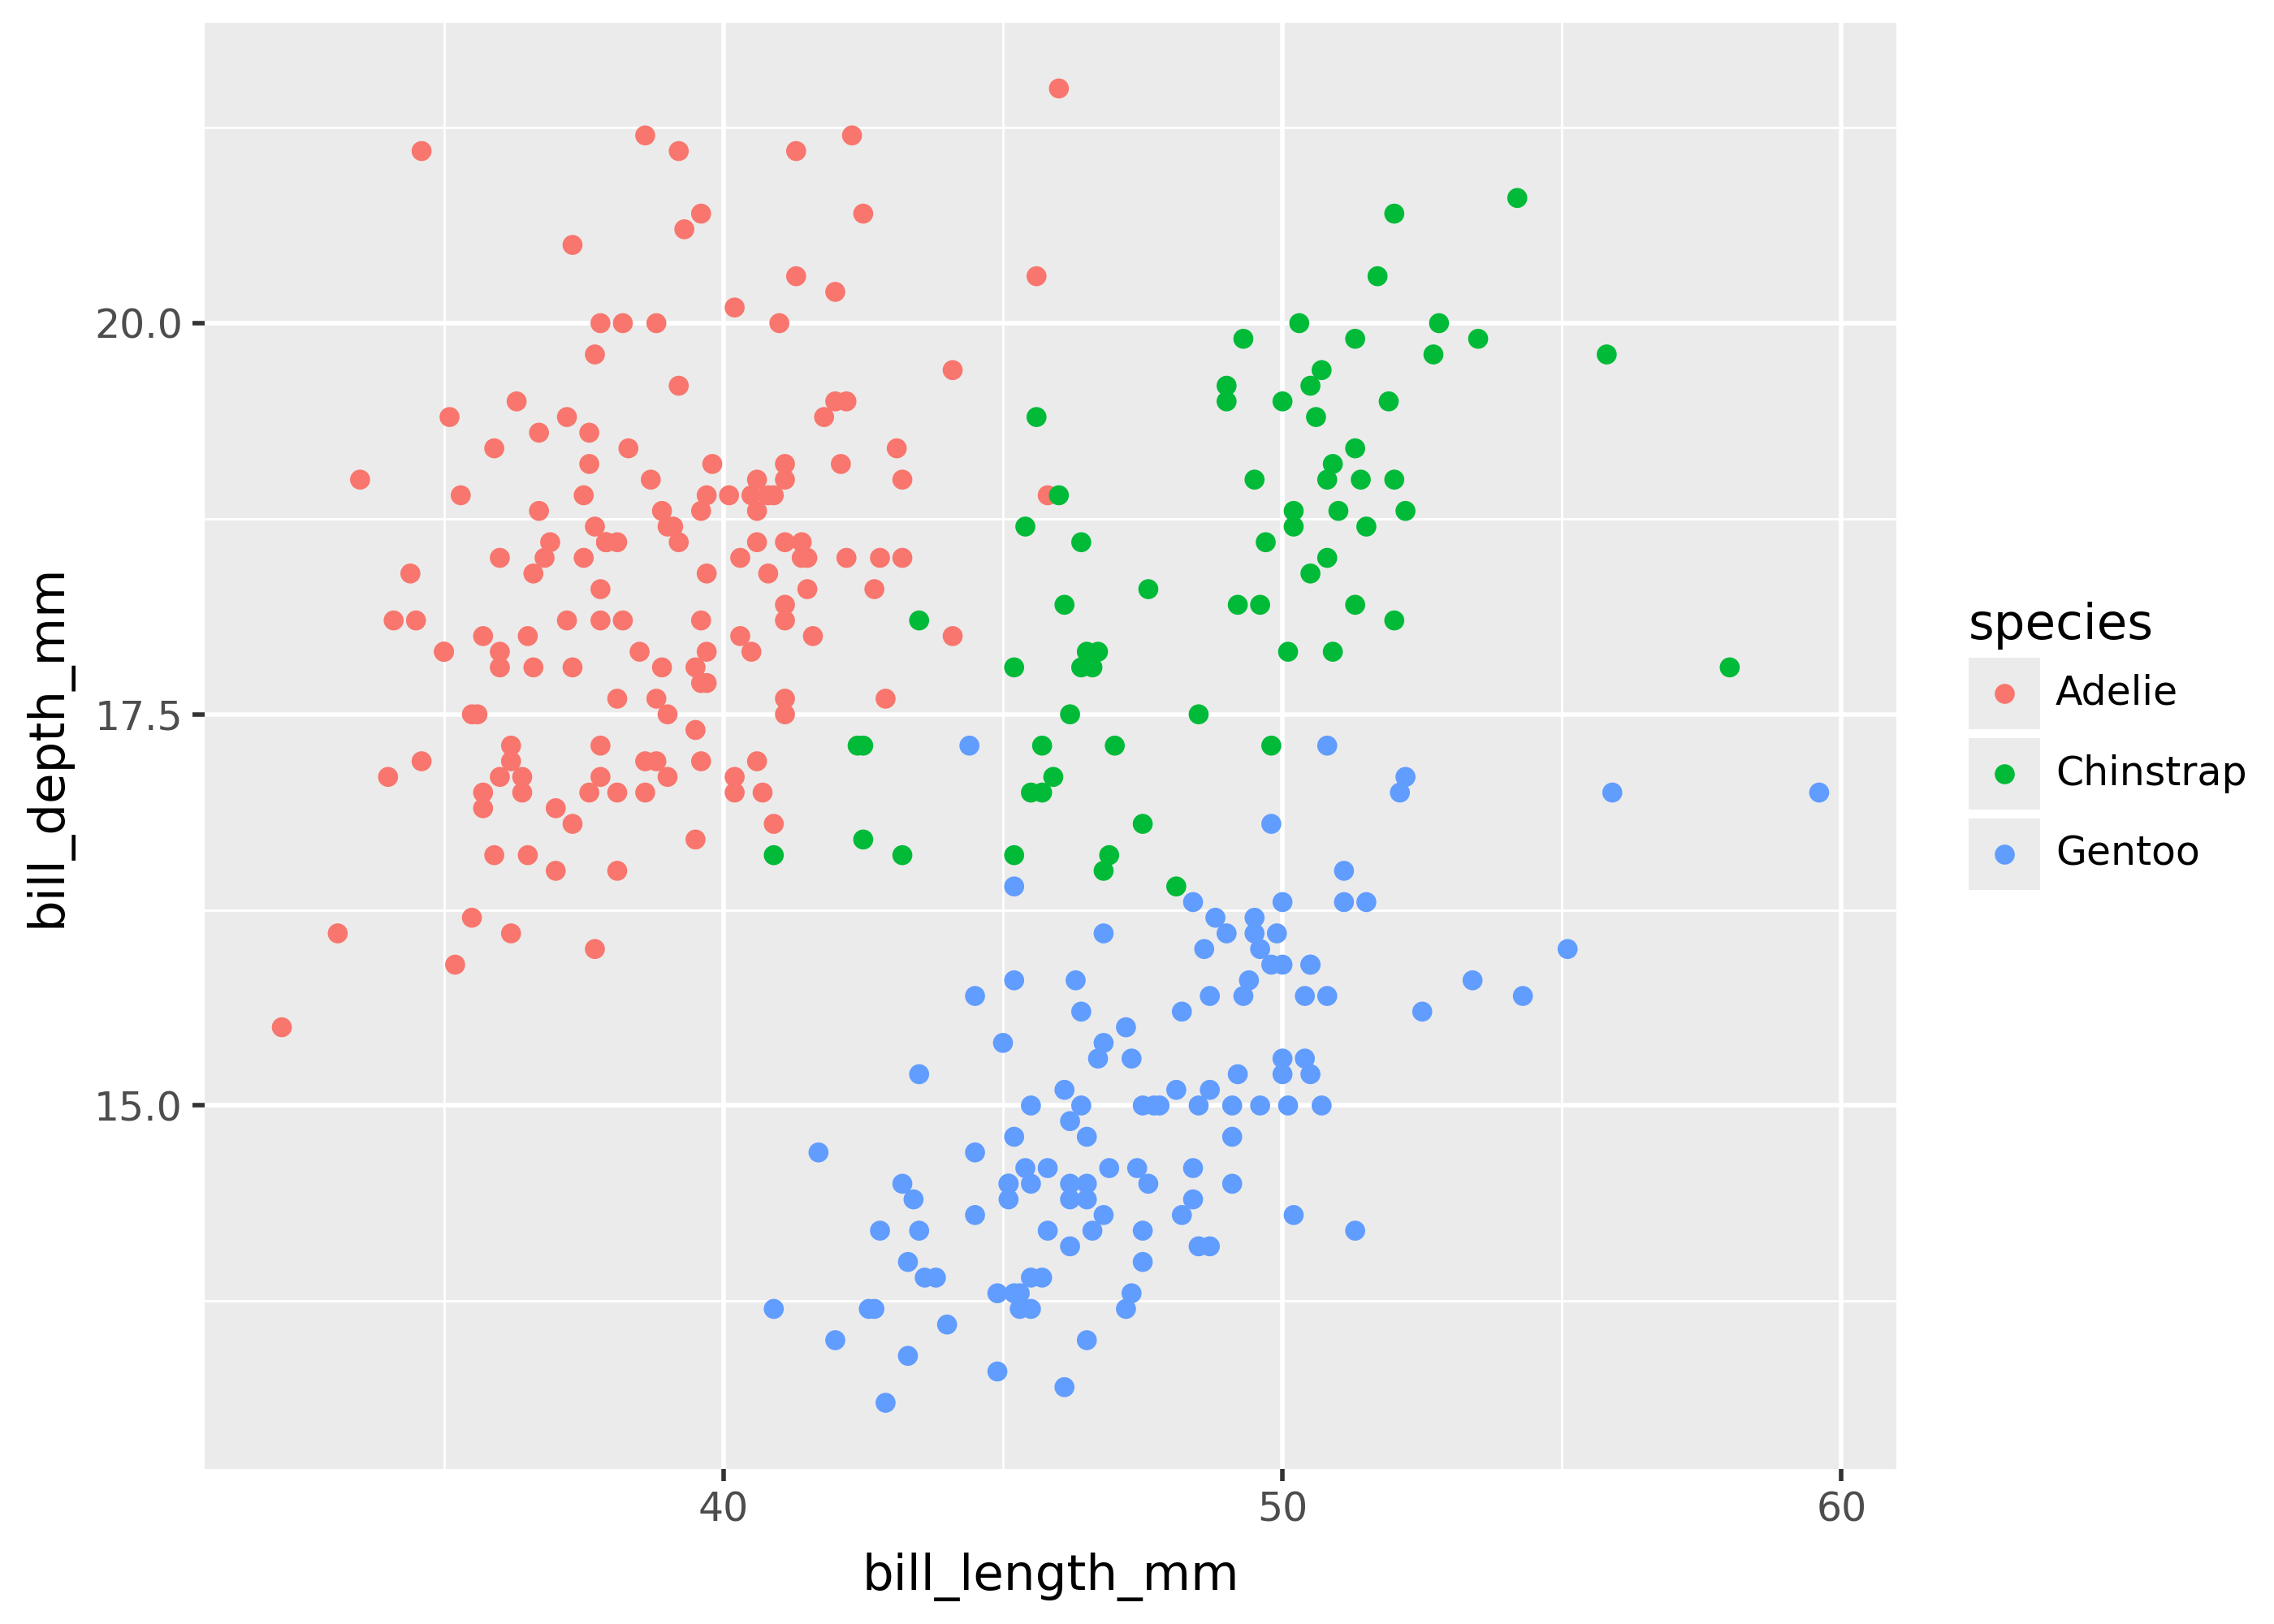 20.0
17.5
15.0
bill_depth_mm
40 50 60
bill_length_mm
species
Adelie
Chinstrap
Gentoo